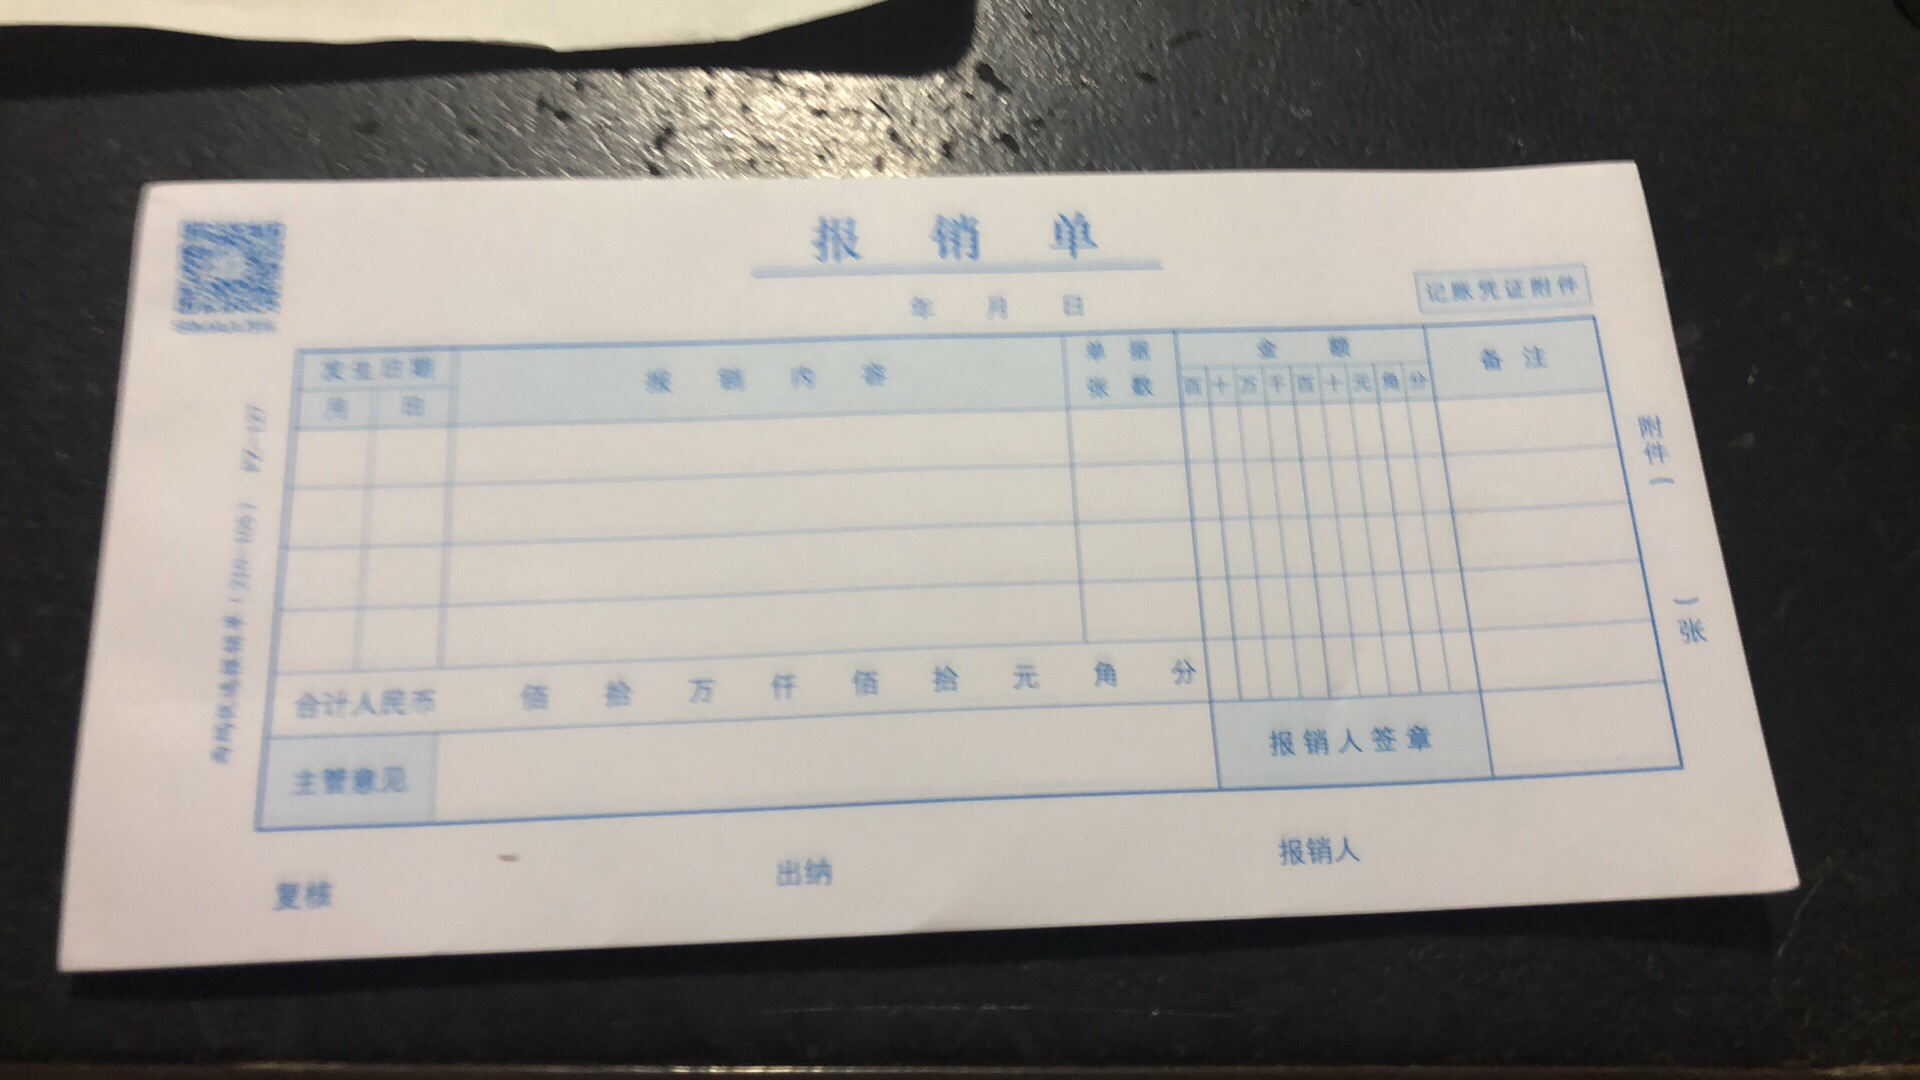 报销单
年 月 日
记账凭证附件
发生日期 报销内容 单据张数 金额 备注
月 日 百 十 万 千 百 十 元 角 分
合计人民币 佰 拾 万 仟 佰 拾 元 角 分
主管意见 报销人签章
复核 出纳 报销人
附件( )张